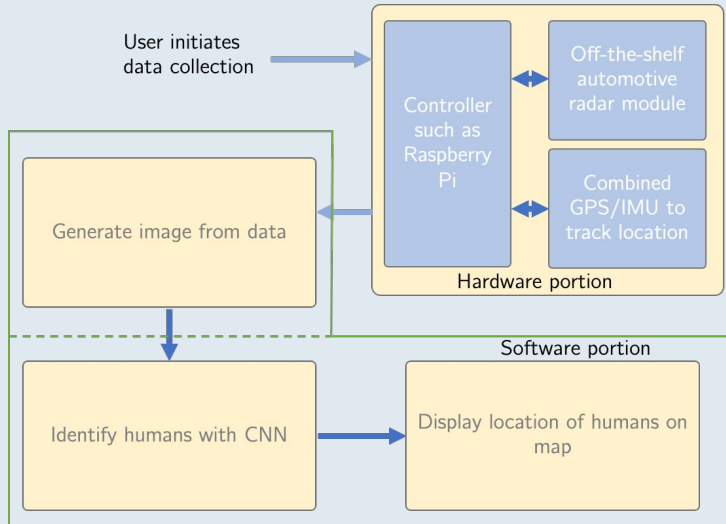 User initiates
data collection
Controller
such as
Raspberry
Pi
Off-the-shelf
automotive
radar module
Combined
GPS/IMU to
track location
Hardware portion
Generate image from data
Software portion
Identify humans with CNN
Display location of humans on
map